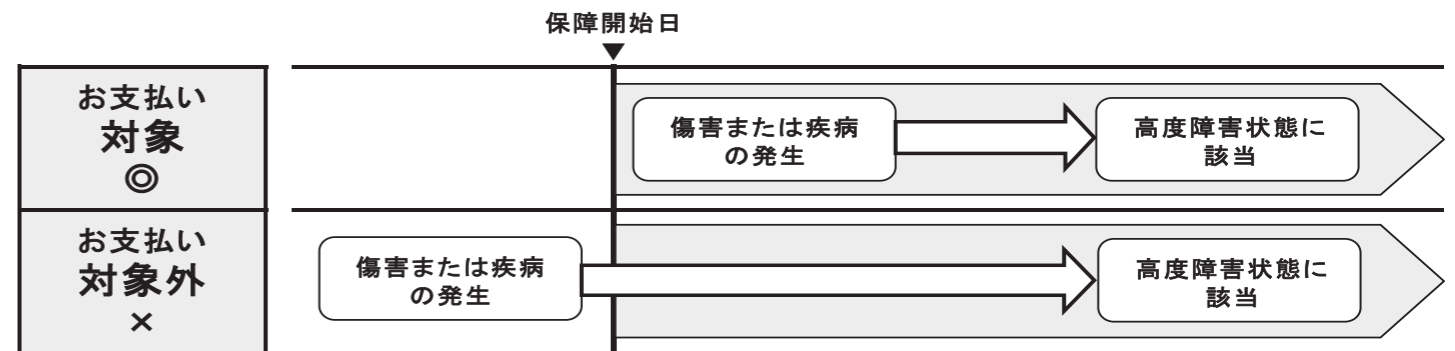 保障開始日
▼
お支払い
対象
◎
傷害または疾病
の発生
高度障害状態に
該当
お支払い
対象外
×
傷害または疾病
の発生
高度障害状態に
該当